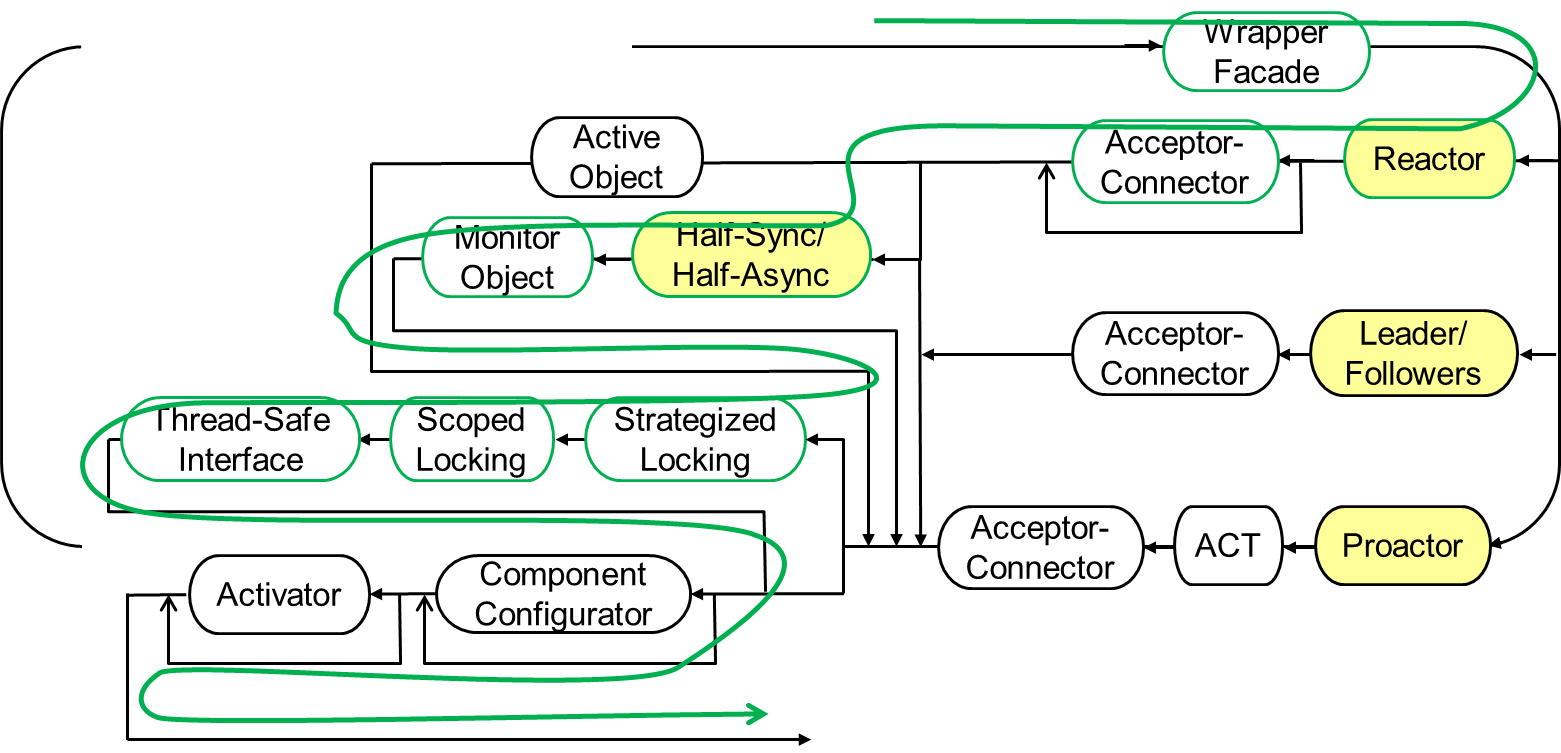 Wrapper
Facade
Active
Object
Acceptor-
Connector
Reactor
Monitor
Object
Half-Sync/
Half-Async
Acceptor-
Connector
Leader/
Followers
Thread-Safe
Interface
Scoped
Locking
Strategized
Locking
Acceptor-
Connector
ACT
Proactor
Activator
Component
Configurator